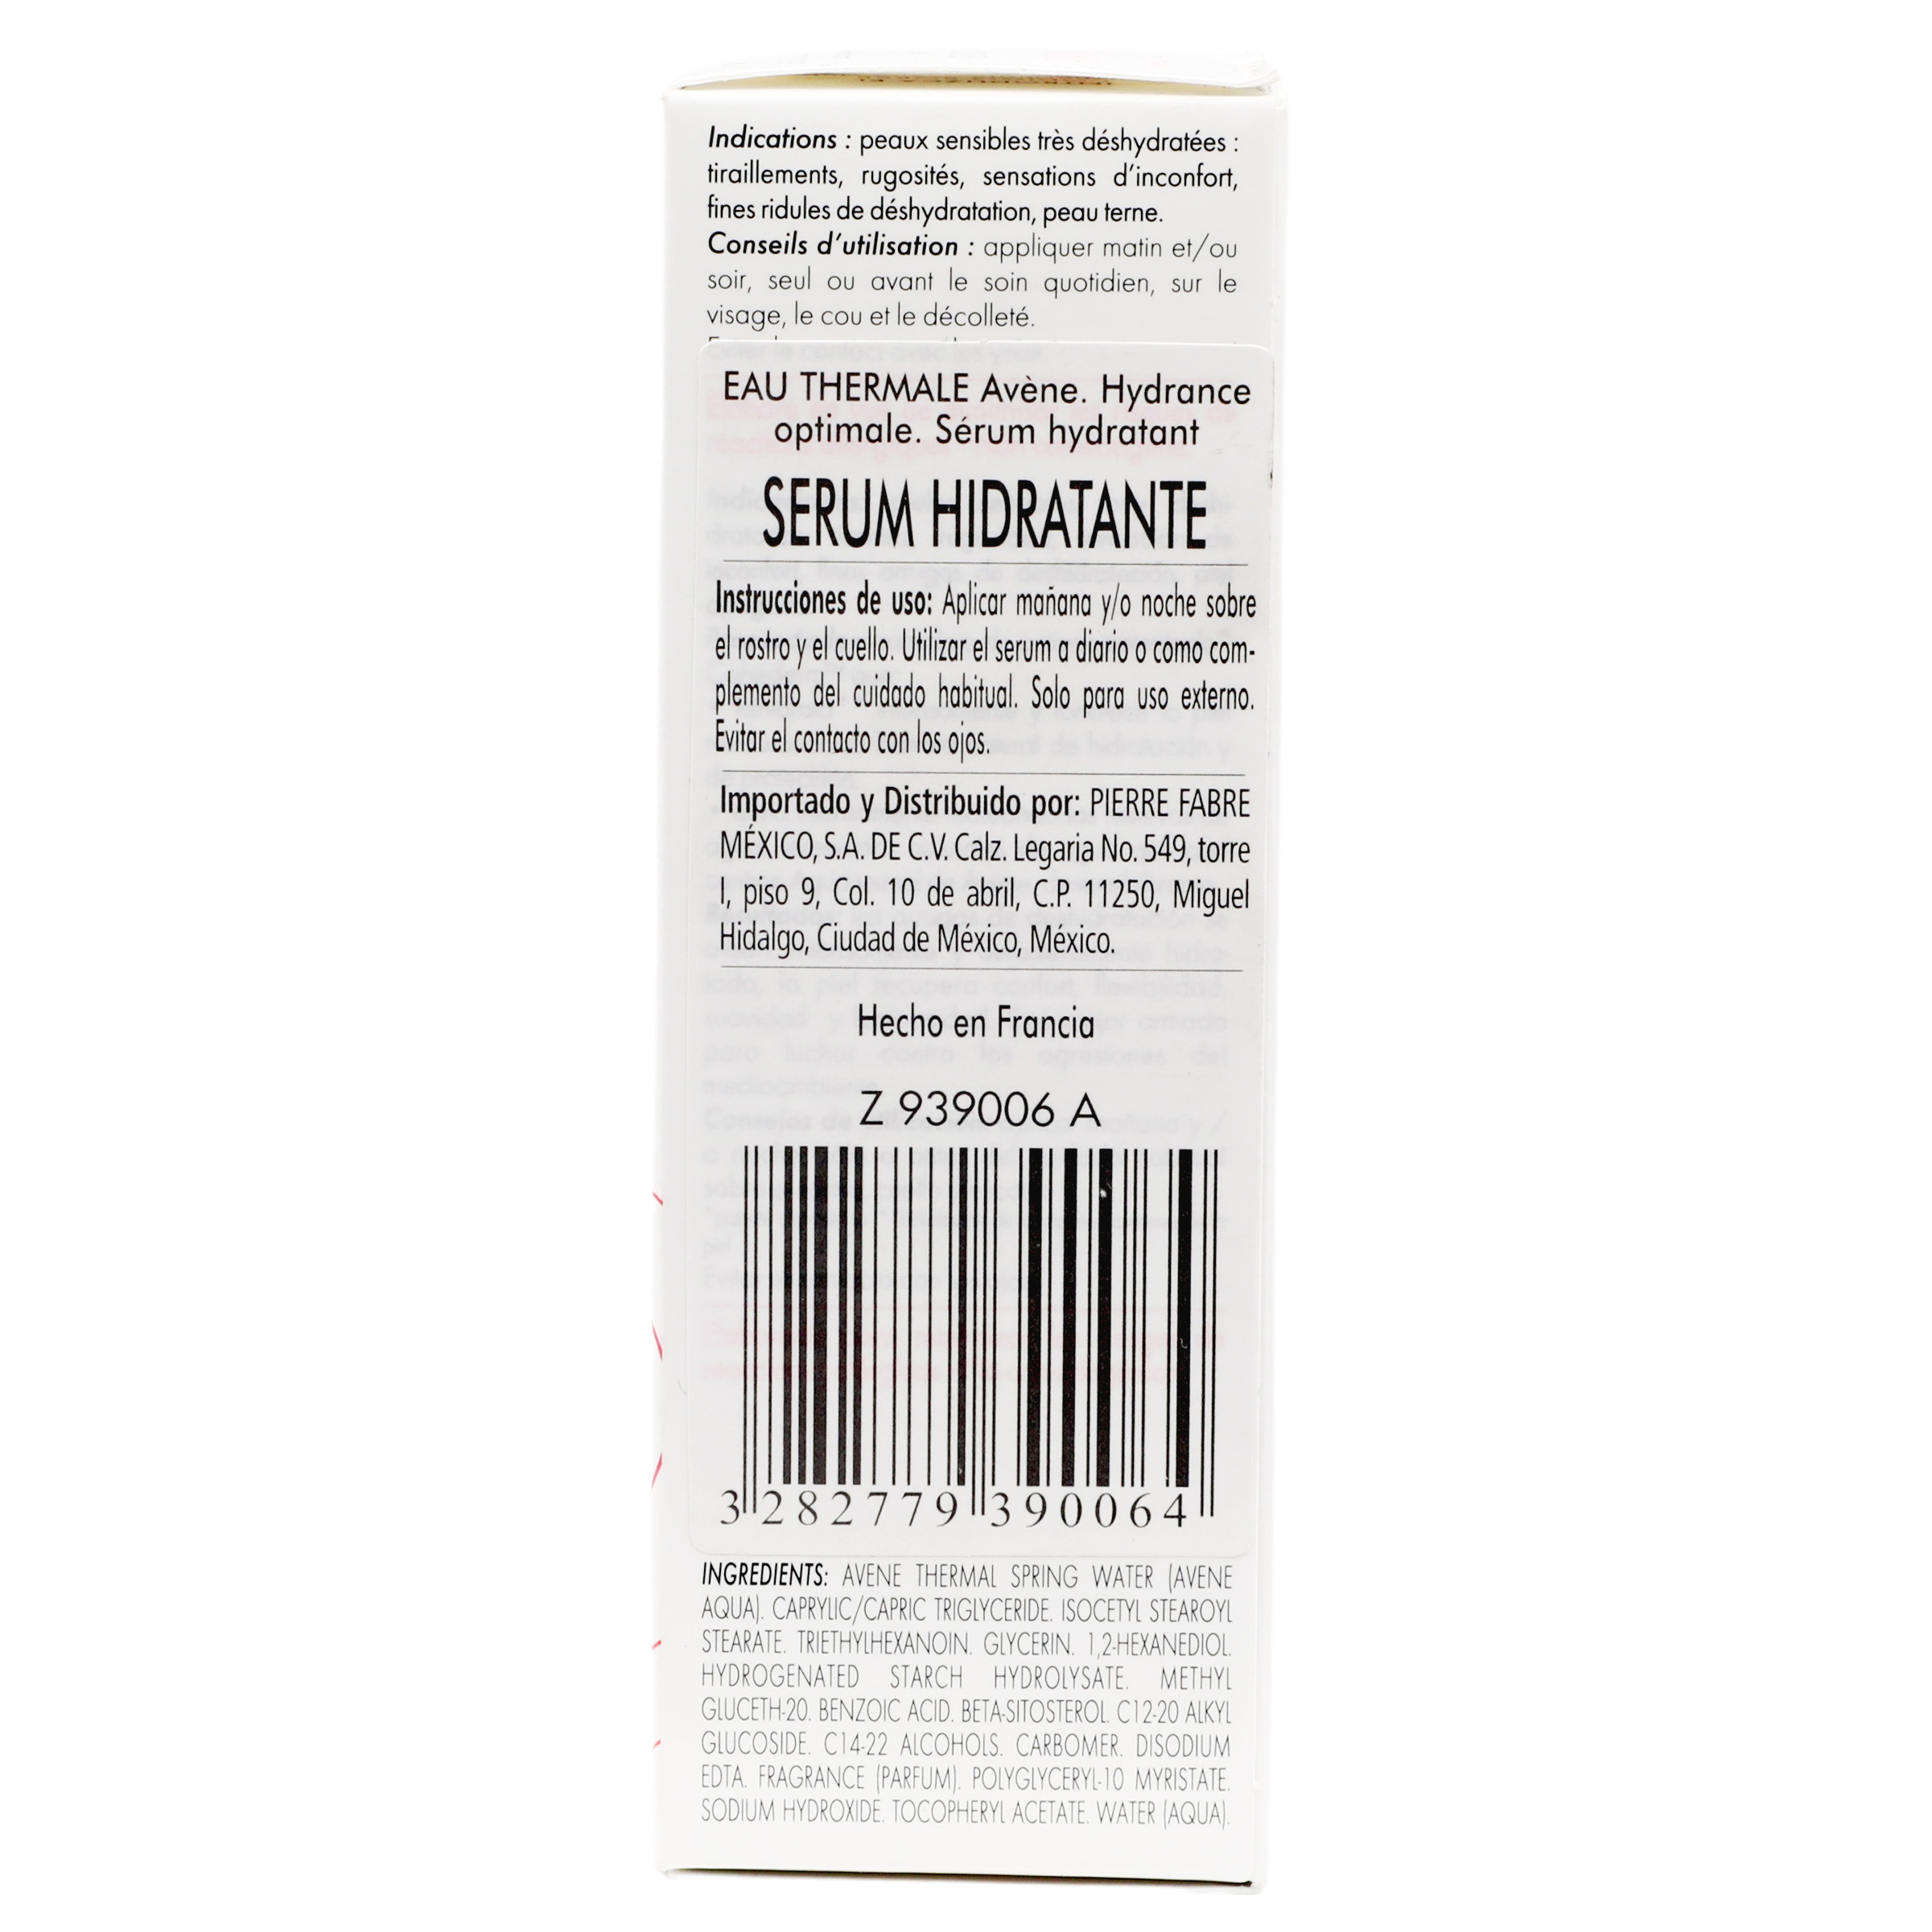 Indications : peaux sensibles très déshydratées :
tiraillements, rugosités, sensations d'inconfort,
fines ridules de déshydratation, peau terne.
Conseils d'utilisation : appliquer matin et/ou
soir, seul ou avant le soin quotidien, sur le
visage, le cou et le décolleté.
EAU THERMALE Avène. Hydrance
optimale. Sérum hydratant
SERUM HIDRATANTE
Instrucciones de uso: Aplicar mañana y/o noche sobre
el rostro y el cuello. Utilizar el serum a diario o como com-
plemento del cuidado habitual. Solo para uso externo.
Evitar el contacto con los ojos.
Importado y Distribuido por: PIERRE FABRE
MÉXICO, S.A. DE C.V. Calz. Legaria No. 549, torre
I, piso 9, Col. 10 de abril, C.P. 11250, Miguel
Hidalgo, Ciudad de México, México.
Hecho en Francia
Z 939006 A
3 282779 390064
INGREDIENTS: AVENE THERMAL SPRING WATER (AVENE
AQUA). CAPRYLIC/CAPRIC TRIGLYCERIDE. ISOCETYL STEAROYL
STEARATE. TRIETHYLHEXANOIN. GLYCERIN. 1,2-HEXANEDIOL.
HYDROGENATED STARCH HYDROLYSATE. METHYL
GLUCETH-20. BENZOIC ACID. BETA-SITOSTEROL. C12-20 ALKYL
GLUCOSIDE. C14-22 ALCOHOLS. CARBOMER. DISODIUM
EDTA. FRAGRANCE (PARFUM). POLYGLYCERYL-10 MYRISTATE.
SODIUM HYDROXIDE. TOCOPHERYL ACETATE. WATER (AQUA).